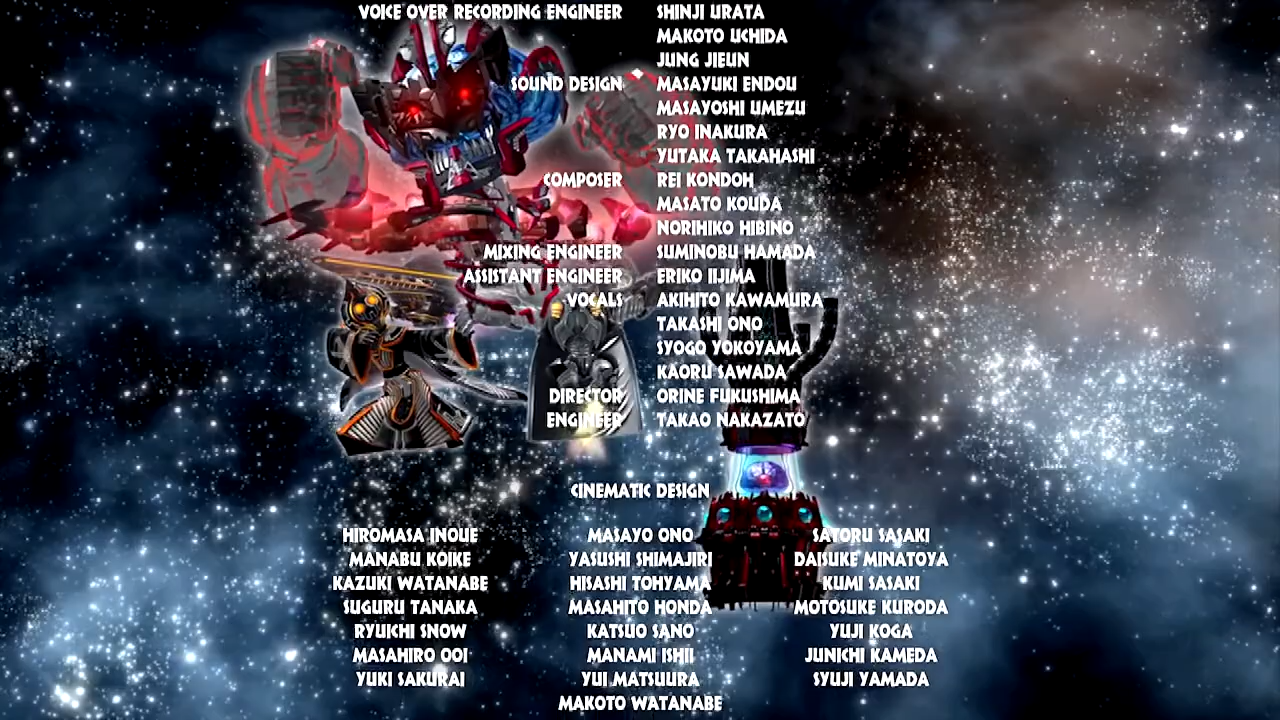 VOICE OVER RECORDING ENGINEER SHINJI URATA
MAKOTO UCHIDA
JUNG JIEUN
SOUND DESIGN MASAYUKI ENDOU
MASAYOSHI UMEZU
RYO INAKURA
YUTAKA TAKAHASHI
COMPOSER REI KONDOH
MASATO KOUDA
NORIHIKO HIBINO
MIXING ENGINEER SUMINOBU HAMADA
ASSISTANT ENGINEER ERIKO IIJIMA
VOCALS AKIHITO KAWAMURA
TAKASHI ONO
SYOGO YOKOYAMA
KAORU SAWADA
DIRECTOR ORINE FUKUSHIMA
ENGINEER TAKAO NAKAZATO
CINEMATIC DESIGN
HIROMASA INOUE MASAYO ONO SATORU SASAKI
MANABU KOIKE YASUSHI SHIMAJIRI DAISUKE MINATOYA
KAZUKI WATANABE HISASHI TOHYAMA KUMI SASAKI
SUGURU TANAKA MASAHITO HONDA MOTOSUKE KURODA
RYUICHI SNOW KATSUO SANO YUJI KOGA
MASAHIRO OOI MANAMI ISHII JUNICHI KAMEDA
YUKI SAKURAI YUI MATSUURA SYUJI YAMADA
MAKOTO WATANABE